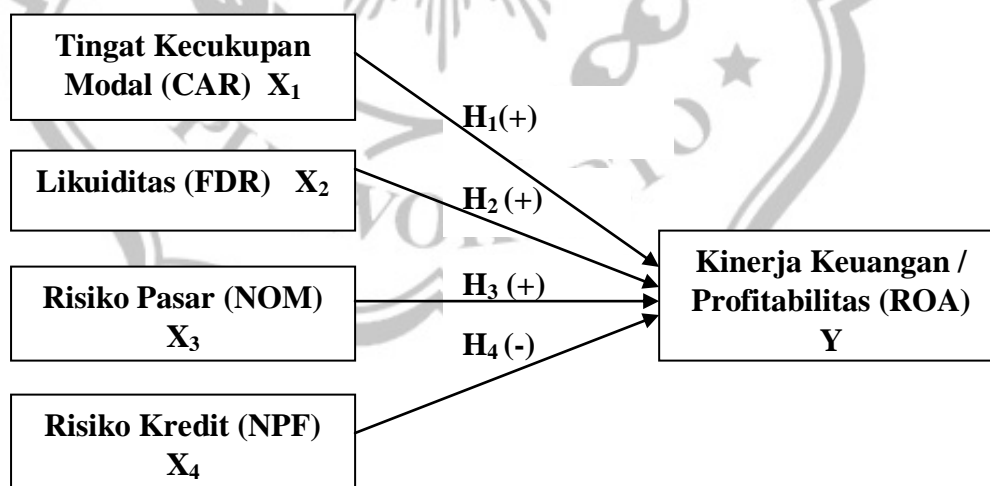 Tingat Kecukupan
Modal (CAR) X₁
H₁(+)
Likuiditas (FDR) X₂
H₂ (+)
Kinerja Keuangan /
Profitabilitas (ROA)
Y
Risiko Pasar (NOM)
X₃
H₃ (+)
H₄ (-)
Risiko Kredit (NPF)
X₄